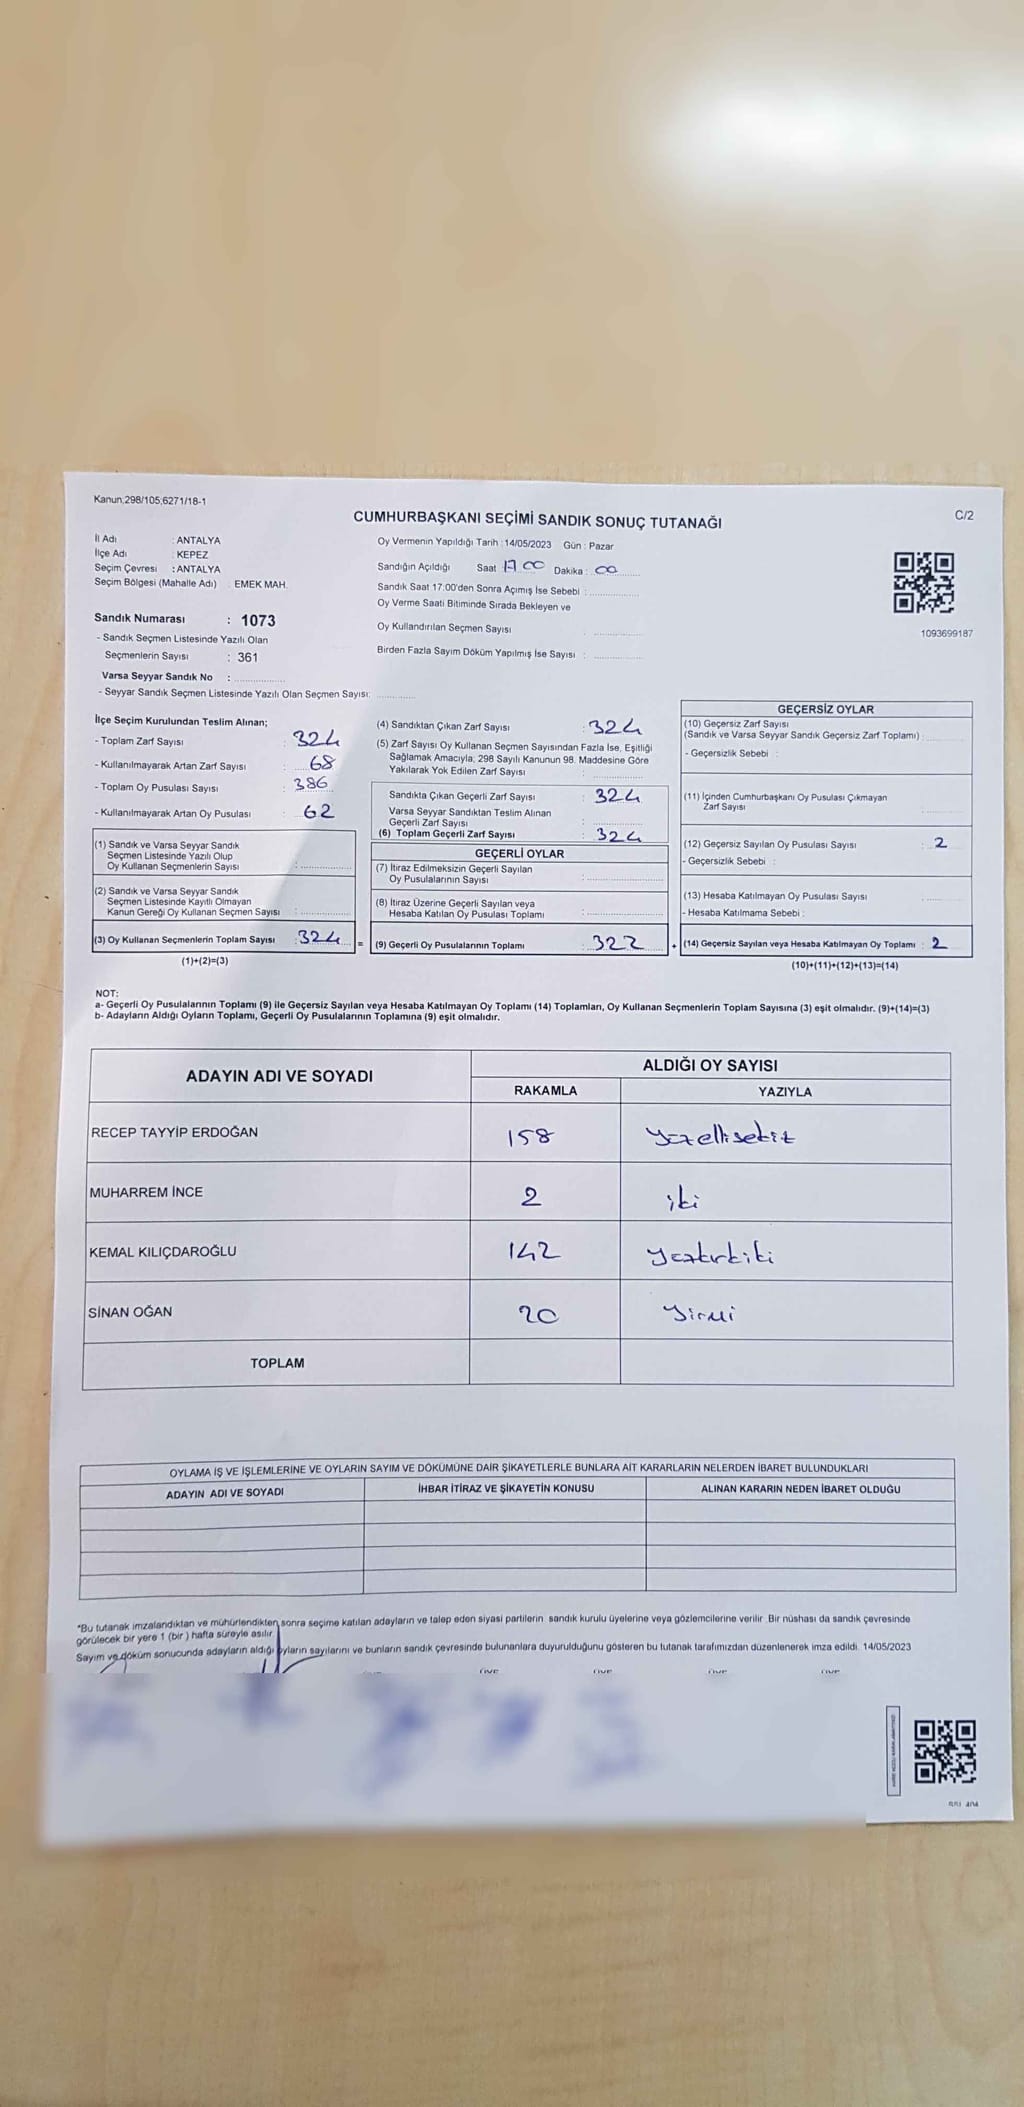 Kanun;298/105,6271/18-1
C/2
CUMHURBAŞKANI SEÇİMİ SANDIK SONUÇ TUTANAĞI
İl Adı : ANTALYA
İlçe Adı : KEPEZ
Seçim Çevresi : ANTALYA
Seçim Bölgesi (Mahalle Adı) : EMEK MAH.
Sandık Numarası : 1073
- Sandık Seçmen Listesinde Yazılı Olan
Seçmenlerin Sayısı : 361
Varsa Seyyar Sandık No :
- Seyyar Sandık Seçmen Listesinde Yazılı Olan Seçmen Sayısı:
Oy Vermenin Yapıldığı Tarih : 14/05/2023 Gün : Pazar
Sandığın Açıldığı Saat : 17 00 Dakika : 00
Sandık Saat 17:00'den Sonra Açımış İse Sebebi :
Oy Verme Saati Bitiminde Sırada Bekleyen ve
Oy Kullandırılan Seçmen Sayısı :
Birden Fazla Sayım Döküm Yapılmış İse Sayısı :
1093699187
İlçe Seçim Kurulundan Teslim Alınan;
- Toplam Zarf Sayısı : 324
- Kullanılmayarak Artan Zarf Sayısı : 68
- Toplam Oy Pusulası Sayısı : 386
- Kullanılmayarak Artan Oy Pusulası : 62
(1) Sandık ve Varsa Seyyar Sandık
Seçmen Listesinde Yazılı Olup
Oy Kullanan Seçmenlerin Sayısı :
(2) Sandık ve Varsa Seyyar Sandık
Seçmen Listesinde Kayıtlı Olmayan
Kanun Gereği Oy Kullanan Seçmen Sayısı :
(3) Oy Kullanan Seçmenlerin Toplam Sayısı : 324 =
(1)+(2)=(3)
(4) Sandıktan Çıkan Zarf Sayısı : 324
(5) Zarf Sayısı Oy Kullanan Seçmen Sayısından Fazla İse, Eşitliği
Sağlamak Amacıyla, 298 Sayılı Kanunun 98. Maddesine Göre
Yakılarak Yok Edilen Zarf Sayısı :
Sandıkta Çıkan Geçerli Zarf Sayısı : 324
Varsa Seyyar Sandıktan Teslim Alınan
Geçerli Zarf Sayısı :
(6) Toplam Geçerli Zarf Sayısı : 324
GEÇERLİ OYLAR
(7) İtiraz Edilmeksizin Geçerli Sayılan
Oy Pusulalarının Sayısı :
(8) İtiraz Üzerine Geçerli Sayılan veya
Hesaba Katılan Oy Pusulası Toplamı :
(9) Geçerli Oy Pusulalarının Toplamı : 322 +
GEÇERSİZ OYLAR
(10) Geçersiz Zarf Sayısı
(Sandık ve Varsa Seyyar Sandık Geçersiz Zarf Toplamı) :
- Geçersizlik Sebebi :
(11) İçinden Cumhurbaşkanı Oy Pusulası Çıkmayan
Zarf Sayısı
(12) Geçersiz Sayılan Oy Pusulası Sayısı : 2
- Geçersizlik Sebebi :
(13) Hesaba Katılmayan Oy Pusulası Sayısı
- Hesaba Katılmama Sebebi :
(14) Geçersiz Sayılan veya Hesaba Katılmayan Oy Toplamı : 2
(10)+(11)+(12)+(13)=(14)
NOT:
a- Geçerli Oy Pusulalarının Toplamı (9) ile Geçersiz Sayılan veya Hesaba Katılmayan Oy Toplamı (14) Toplamları, Oy Kullanan Seçmenlerin Toplam Sayısına (3) eşit olmalıdır. (9)+(14)=(3)
b- Adayların Aldığı Oyların Toplamı, Geçerli Oy Pusulalarının Toplamına (9) eşit olmalıdır.
ADAYIN ADI VE SOYADI ALDIĞI OY SAYISI
RAKAMLA YAZIYLA
RECEP TAYYİP ERDOĞAN 158 yüzellisekiz
MUHARREM İNCE 2 iki
KEMAL KILIÇDAROĞLU 142 yüzkırkiki
SİNAN OĞAN 20 yirmi
TOPLAM
OYLAMA İŞ VE İŞLEMLERİNE VE OYLARIN SAYIM VE DÖKÜMÜNE DAİR ŞİKAYETLERLE BUNLARA AİT KARARLARIN NELERDEN İBARET BULUNDUKLARI
ADAYIN ADI VE SOYADI İHBAR İTİRAZ VE ŞİKAYETİN KONUSU ALINAN KARARIN NEDEN İBARET OLDUĞU
*Bu tutanak imzalandıktan ve mühürlendikten sonra seçime katılan adayların ve talep eden siyasi partilerin sandık kurulu üyelerine veya gözlemcilerine verilir. Bir nüshası da sandık çevresinde
görülecek bir yere 1 (bir) hafta süreyle asılır.
Sayım ve döküm sonucunda adayların aldığı oyların sayılarını ve bunların sandık çevresinde bulunanlara duyurulduğunu gösteren bu tutanak tarafımızdan düzenlenerek imza edildi. 14/05/2023